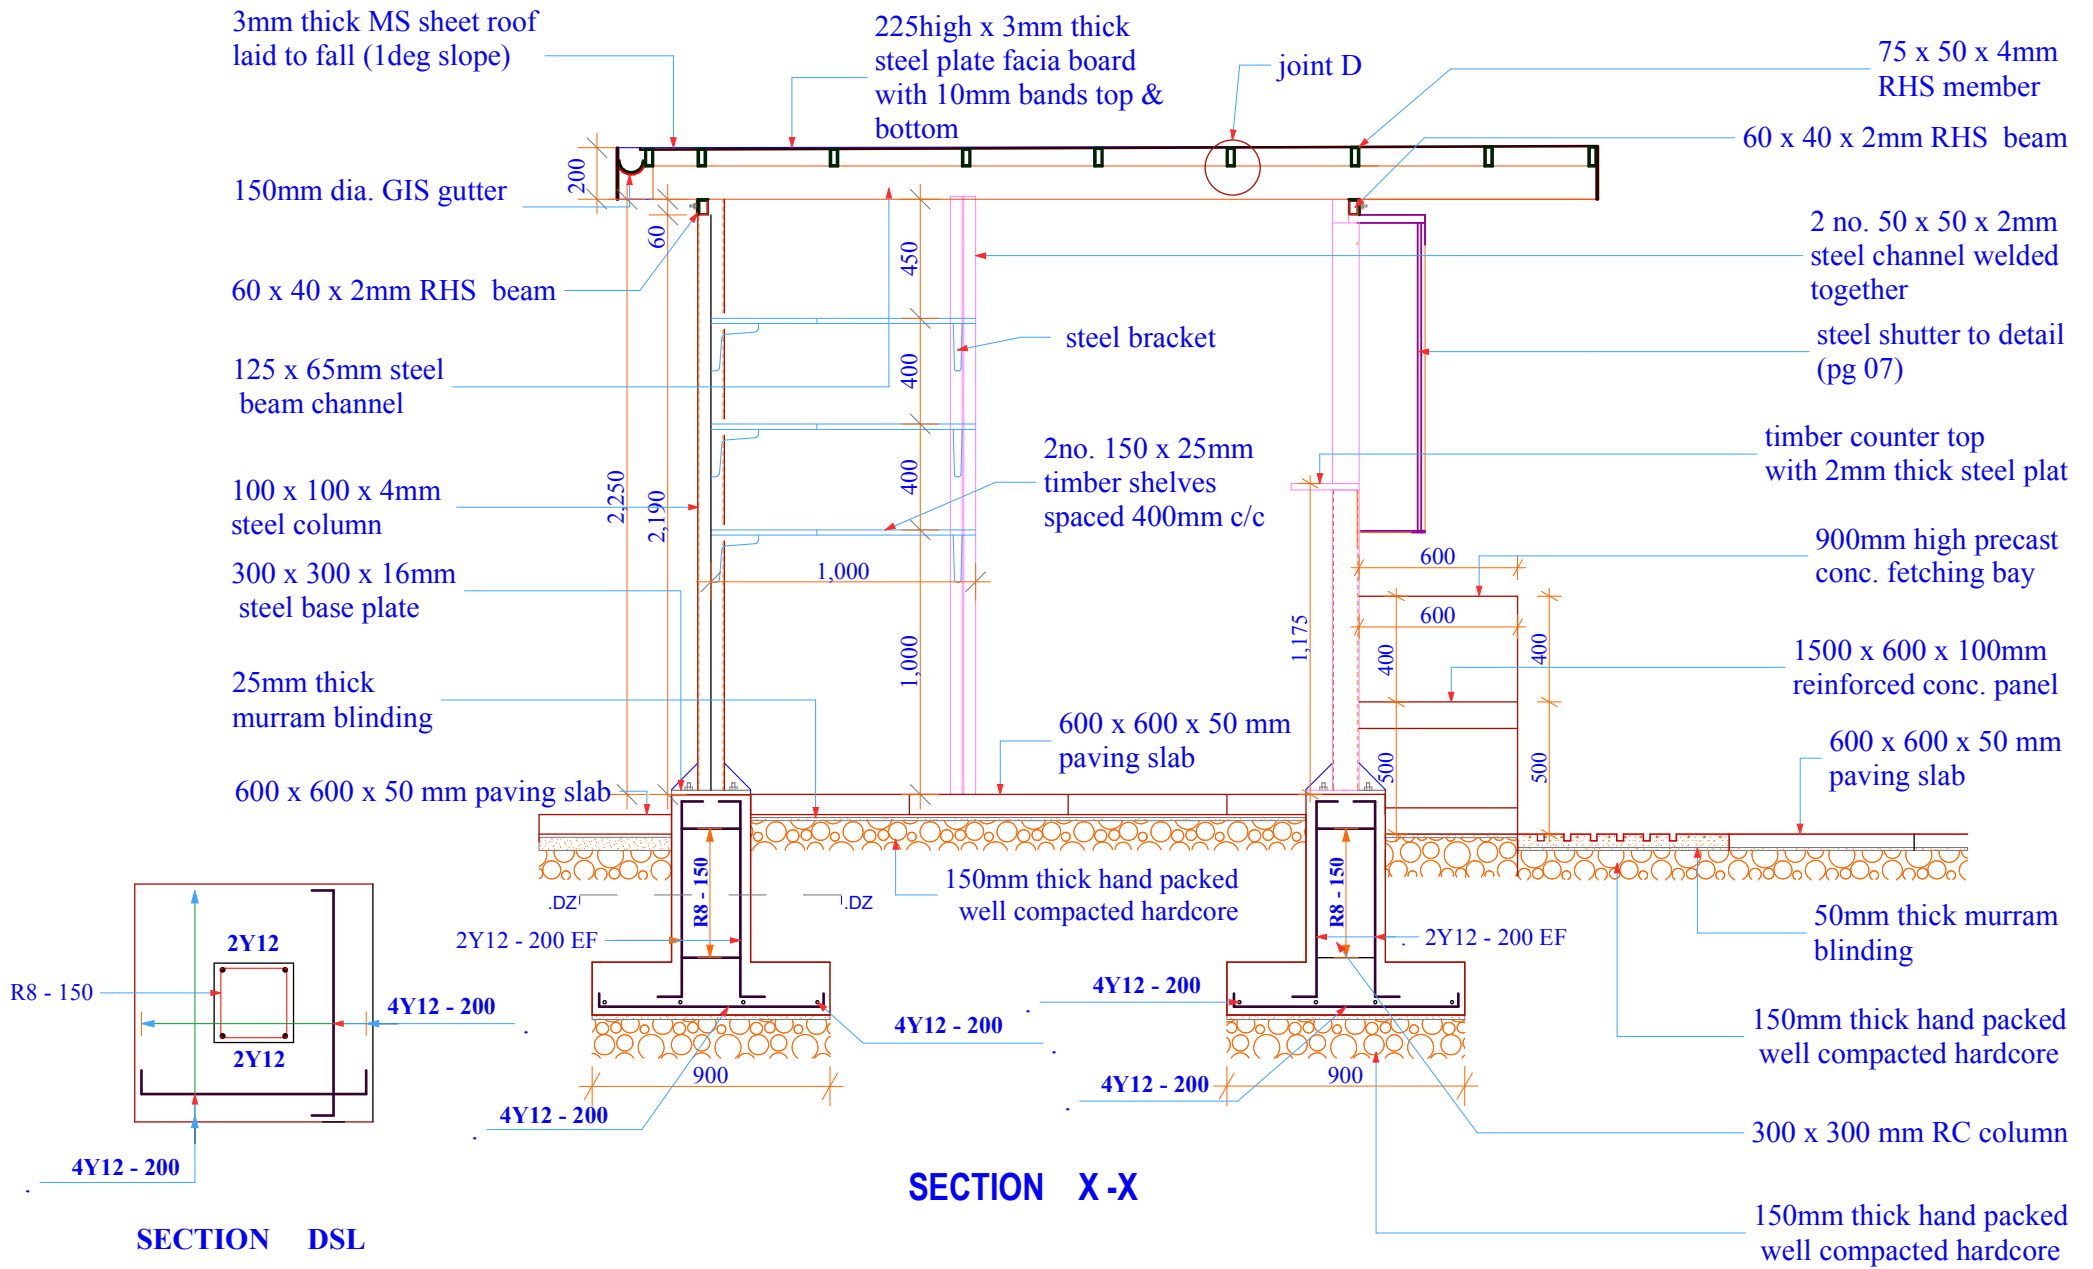 3mm thick MS sheet roof
laid to fall (1deg slope)
225high x 3mm thick
steel plate facia board
with 10mm bands top &
bottom
joint D
75 x 50 x 4mm
RHS member
60 x 40 x 2mm RHS beam
200
150mm dia. GIS gutter
60
450
2 no. 50 x 50 x 2mm
steel channel welded
together
60 x 40 x 2mm RHS beam
steel bracket
steel shutter to detail
(pg 07)
125 x 65mm steel
beam channel
400
2no. 150 x 25mm
timber shelves
spaced 400mm c/c
timber counter top
with 2mm thick steel plat
100 x 100 x 4mm
steel column
2,250
2,190
400
900mm high precast
conc. fetching bay
600
300 x 300 x 16mm
steel base plate
1,000
600
1,175
1,000
400
400
1500 x 600 x 100mm
reinforced conc. panel
25mm thick
murram blinding
600 x 600 x 50 mm
paving slab
600 x 600 x 50 mm
paving slab
500
500
600 x 600 x 50 mm paving slab
R8 - 150
R8 - 150
150mm thick hand packed
well compacted hardcore
.DZ
.DZ
50mm thick murram
blinding
2Y12 - 200 EF
2Y12 - 200 EF
2Y12
R8 - 150
4Y12 - 200
2Y12
4Y12 - 200
4Y12 - 200
150mm thick hand packed
well compacted hardcore
900
900
4Y12 - 200
4Y12 - 200
300 x 300 mm RC column
4Y12 - 200
SECTION X -X
150mm thick hand packed
well compacted hardcore
SECTION DSL